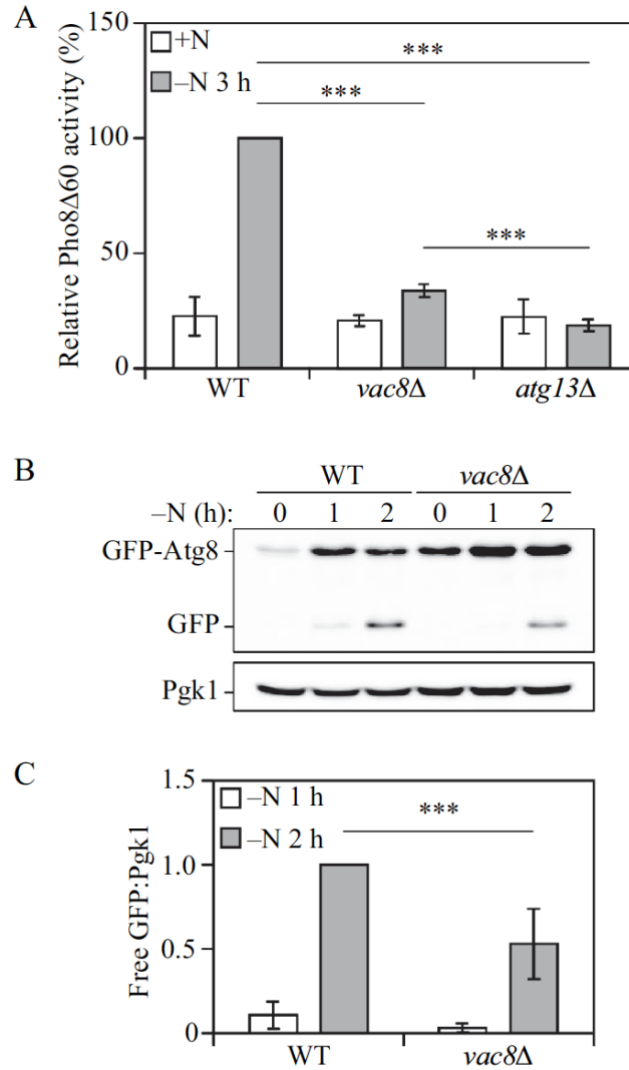 A
Relative Pho8Δ60 activity (%)
150
100
50
0
+N
–N 3 h
***
***
***
WT
vac8Δ
atg13Δ
B
WT
vac8Δ
–N (h):
0 1 2 0 1 2
GFP-Atg8
GFP
Pgk1
C
Free GFP:Pgk1
1.5
1.0
0.5
0
–N 1 h
–N 2 h
***
WT
vac8Δ